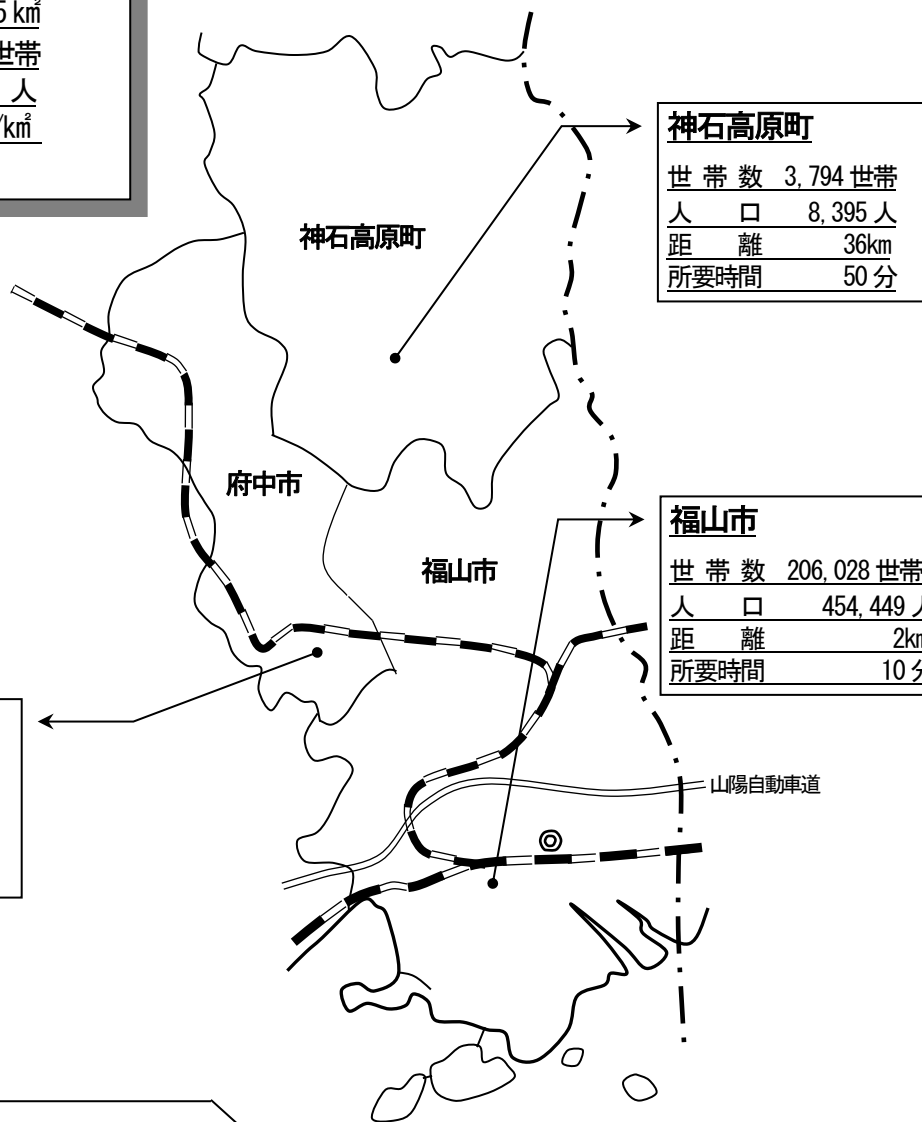 5㎢
世帯
人
/㎢
神石高原町
世帯数 3,794 世帯
人口 8,395 人
距離 36km
所要時間 50 分
神石高原町
府中市
福山市
福山市
世帯数 206,028 世帯
人口 454,449 人
距離 2km
所要時間 10 分
山陽自動車道